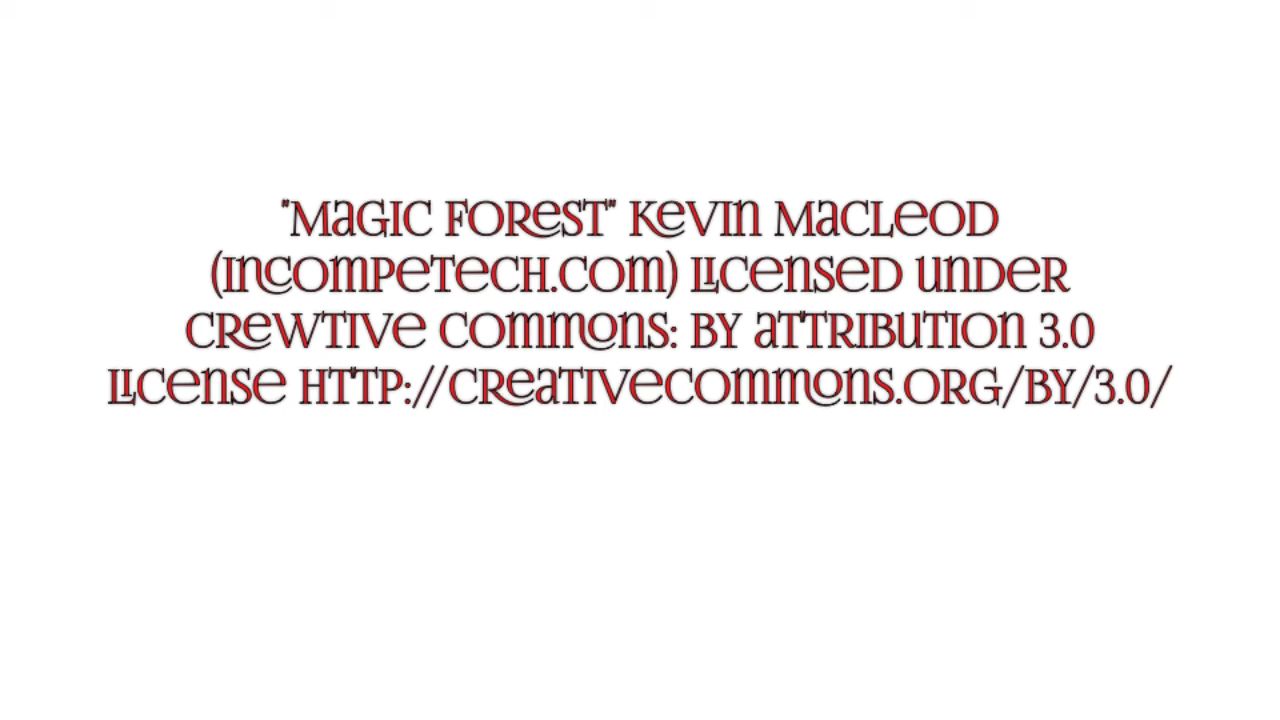 "Magic Forest" Kevin MacLeod
(incompetech.com) Licensed under
Crewtive Commons: By Attribution 3.0
License http://creativecommons.org/by/3.0/